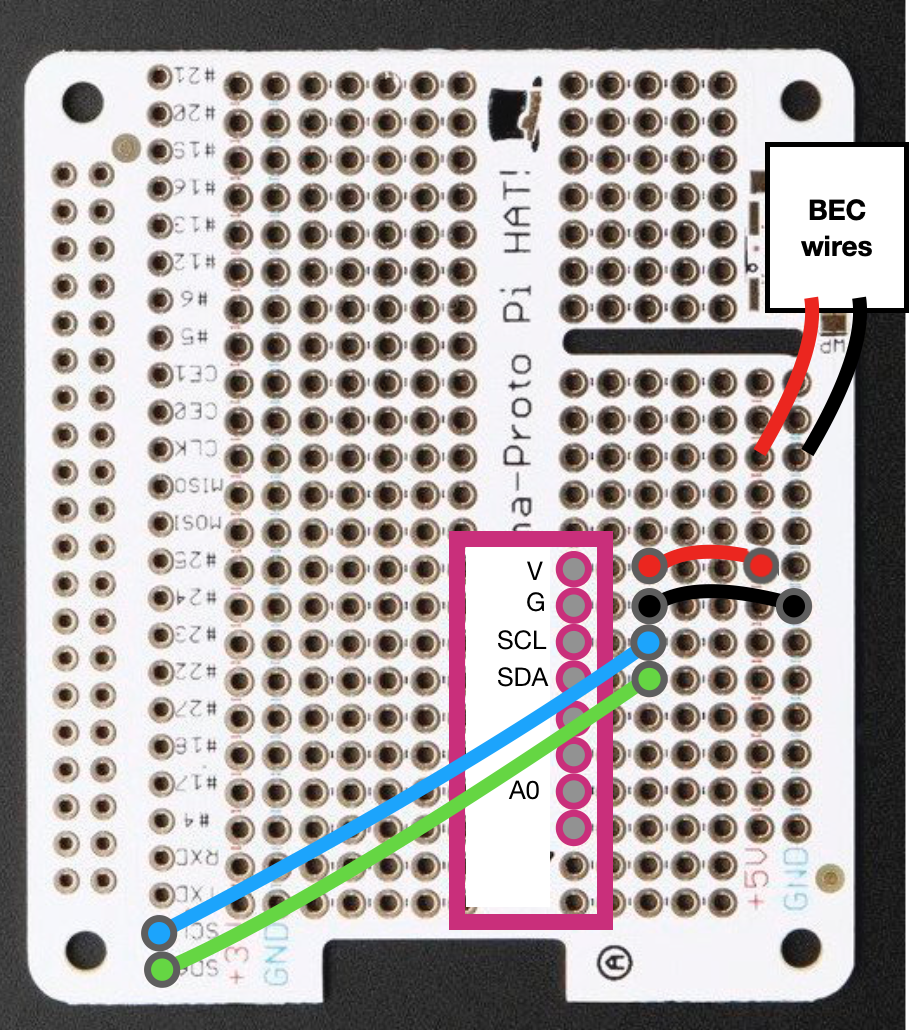 #21
#20
#19
#16
#13
#12
#6
#5
CE1
CE0
CLK
MISO
MOSI
#25
#24
#23
#22
#27
#18
#17
#4
RXD
TXD
SCL
SDA
+3
GND
na-Proto Pi HAT!
BEC
wires
V
G
SCL
SDA
A0
+5V
GND
A